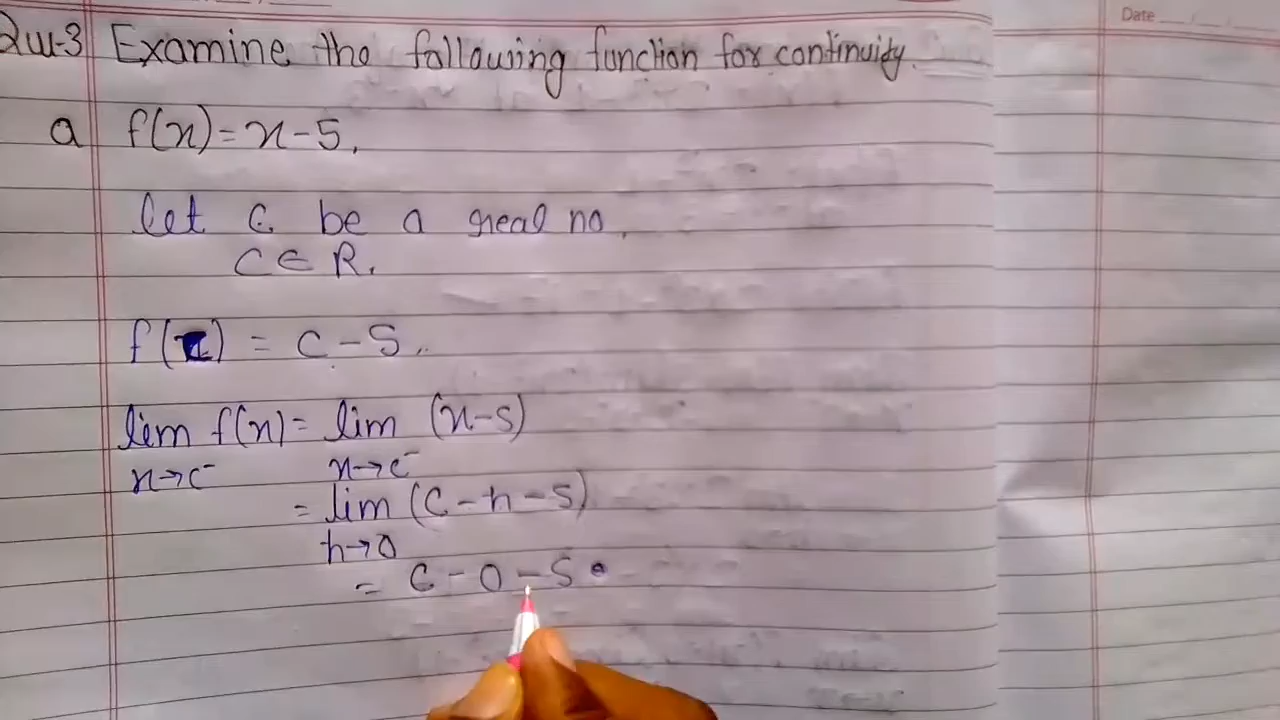 Date
Que-3 Examine the following function for continuity.
a f(x)=x-5,
let C be a real no.
C ∈ R.
f(c) = C-5.
lim f(x) = lim (x-5)
x→c⁻ x→c⁻
= lim (C-h-5)
h→0
= C-0-5